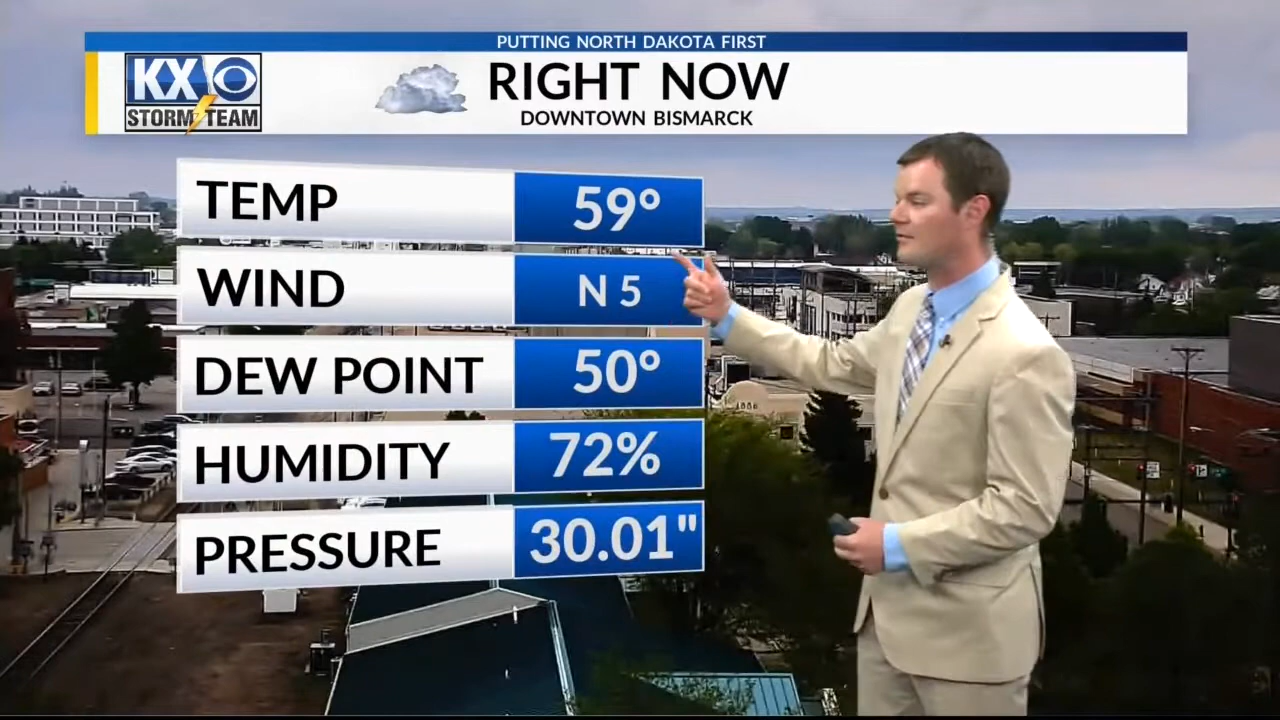 PUTTING NORTH DAKOTA FIRST
KX
STORM TEAM
RIGHT NOW
DOWNTOWN BISMARCK
TEMP 59°
WIND N 5
DEW POINT 50°
HUMIDITY 72%
PRESSURE 30.01"